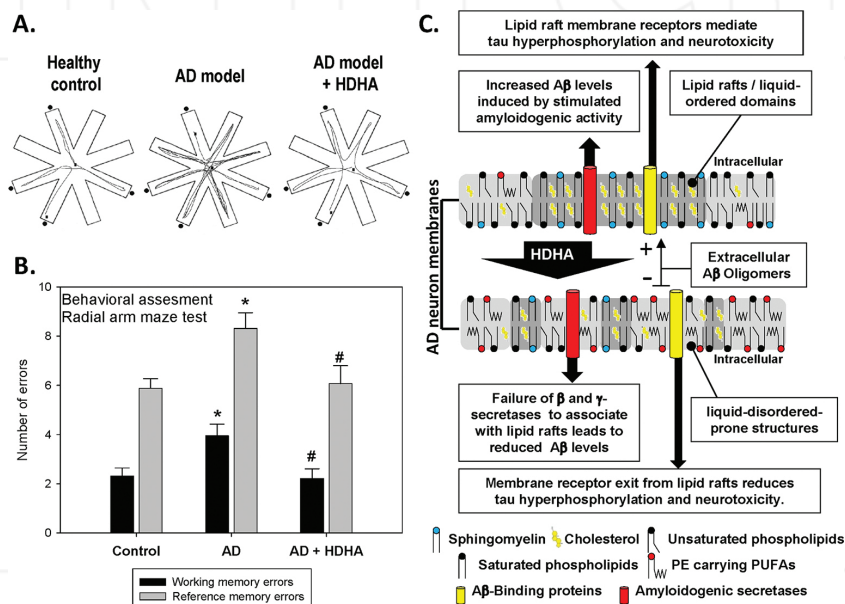 A.
Healthy
control
AD model
AD model
+ HDHA
B.
Behavioral assesment
Radial arm maze test
Number of errors
10
8
6
4
2
0
*
*
#
#
Control
AD
AD + HDHA
Working memory errors
Reference memory errors
C.
Lipid raft membrane receptors mediate
tau hyperphosphorylation and neurotoxicity
Increased Aβ levels
induced by stimulated
amyloidogenic activity
Lipid rafts / liquid-
ordered domains
Intracellular
AD neuron membranes
HDHA
+
−
Extracellular
Aβ Oligomers
Intracellular
Failure of β and γ-
secretases to associate
with lipid rafts leads to
reduced Aβ levels
liquid-disordered-
prone structures
Membrane receptor exit from lipid rafts reduces
tau hyperphosphorylation and neurotoxicity.
Sphingomyelin
Cholesterol
Unsaturated phospholipids
Saturated phospholipids
PE carrying PUFAs
Aβ-Binding proteins
Amyloidogenic secretases